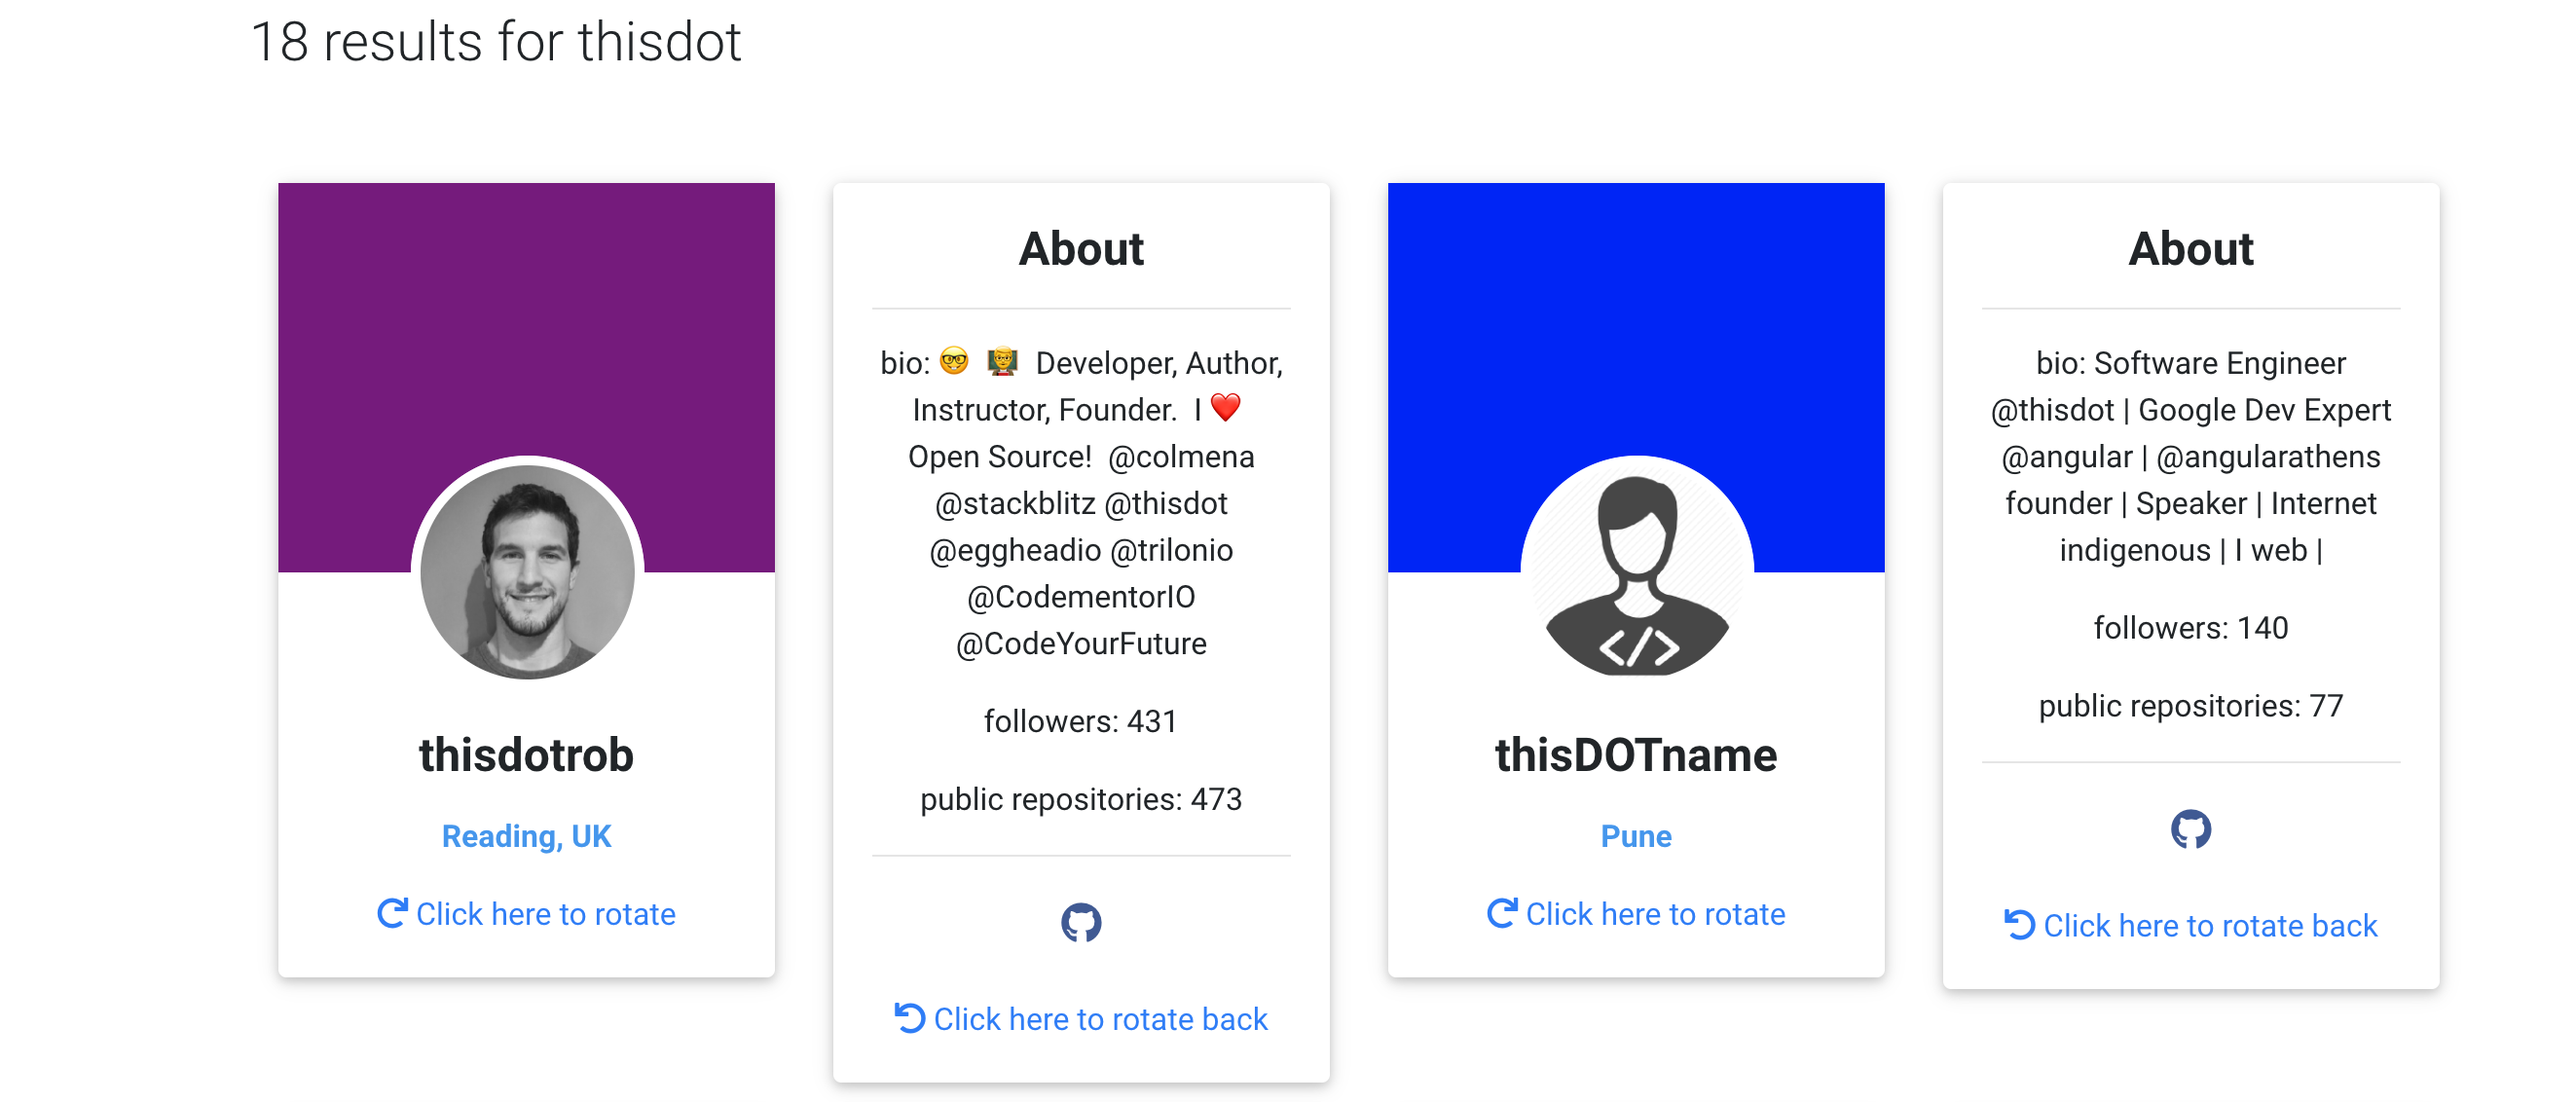 18 results for thisdot
thisdotrob
Reading, UK
Click here to rotate
About
bio: 🤓 👨‍🏫 Developer, Author,
Instructor, Founder. I ❤️
Open Source! @colmena
@stackblitz @thisdot
@eggheadio @trilonio
@CodementorIO
@CodeYourFuture
followers: 431
public repositories: 473
Click here to rotate back
</>
thisDOTname
Pune
Click here to rotate
About
bio: Software Engineer
@thisdot | Google Dev Expert
@angular | @angularathens
founder | Speaker | Internet
indigenous | I web |
followers: 140
public repositories: 77
Click here to rotate back